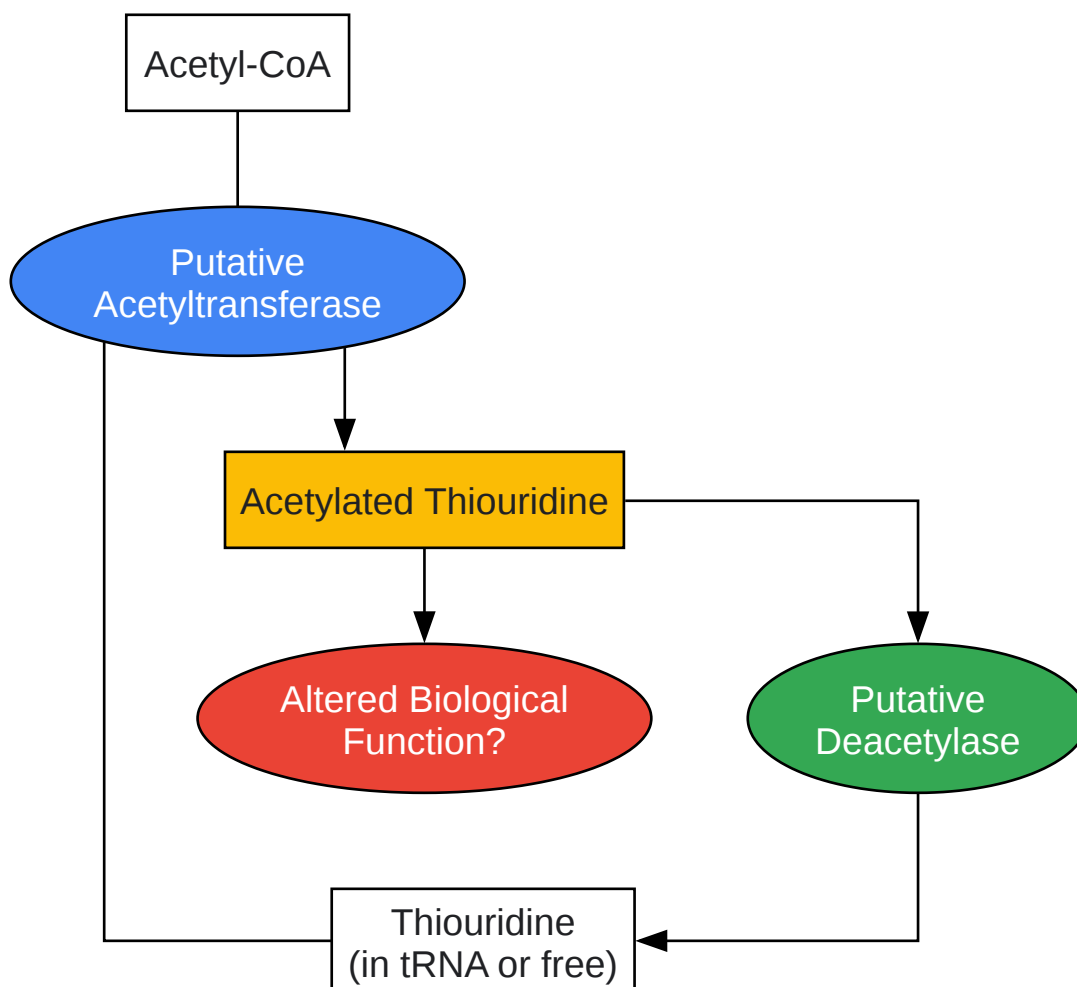 Acetyl-CoA
Putative
Acetyltransferase
Acetylated Thiouridine
Altered Biological
Function?
Putative
Deacetylase
Thiouridine
(in tRNA or free)